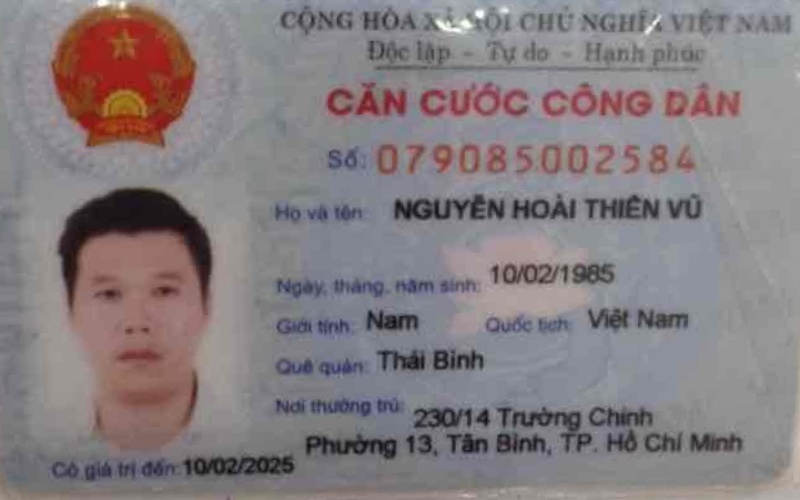 CỘNG HÒA XÃ HỘI CHỦ NGHĨA VIỆT NAM
Độc lập - Tự do - Hạnh phúc
CĂN CƯỚC CÔNG DÂN
Số: 079085002584
Họ và tên: NGUYỄN HOÀI THIÊN VŨ
Ngày, tháng, năm sinh: 10/02/1985
Giới tính: Nam Quốc tịch: Việt Nam
Quê quán: Thái Bình
Nơi thường trú: 230/14 Trường Chinh
Phường 13, Tân Bình, TP. Hồ Chí Minh
Có giá trị đến: 10/02/2025